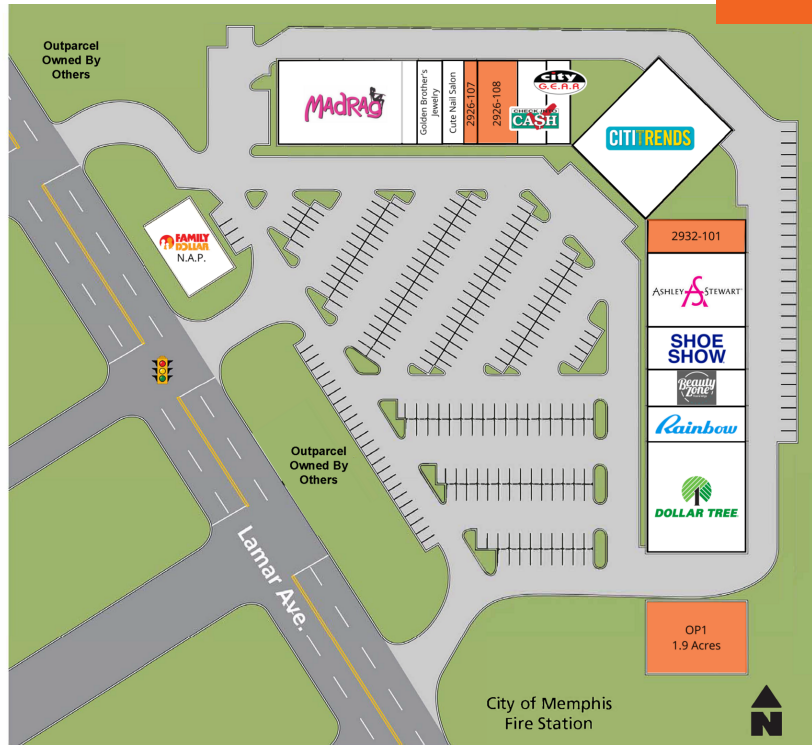 Outparcel
Owned By
Others
MADRAG
Golden Brother's
Jewelry
Cute Nail Salon
2926-107
2926-108
city
G.E.A.R
CHECK INTO
CASH
CITITRENDS
FAMILY
DOLLAR
N.A.P.
2932-101
ASHLEY STEWART
SHOE
SHOW
Beauty
Zone
Rainbow
DOLLAR TREE
Outparcel
Owned By
Others
Lamar Ave.
OP1
1.9 Acres
City of Memphis
Fire Station
N